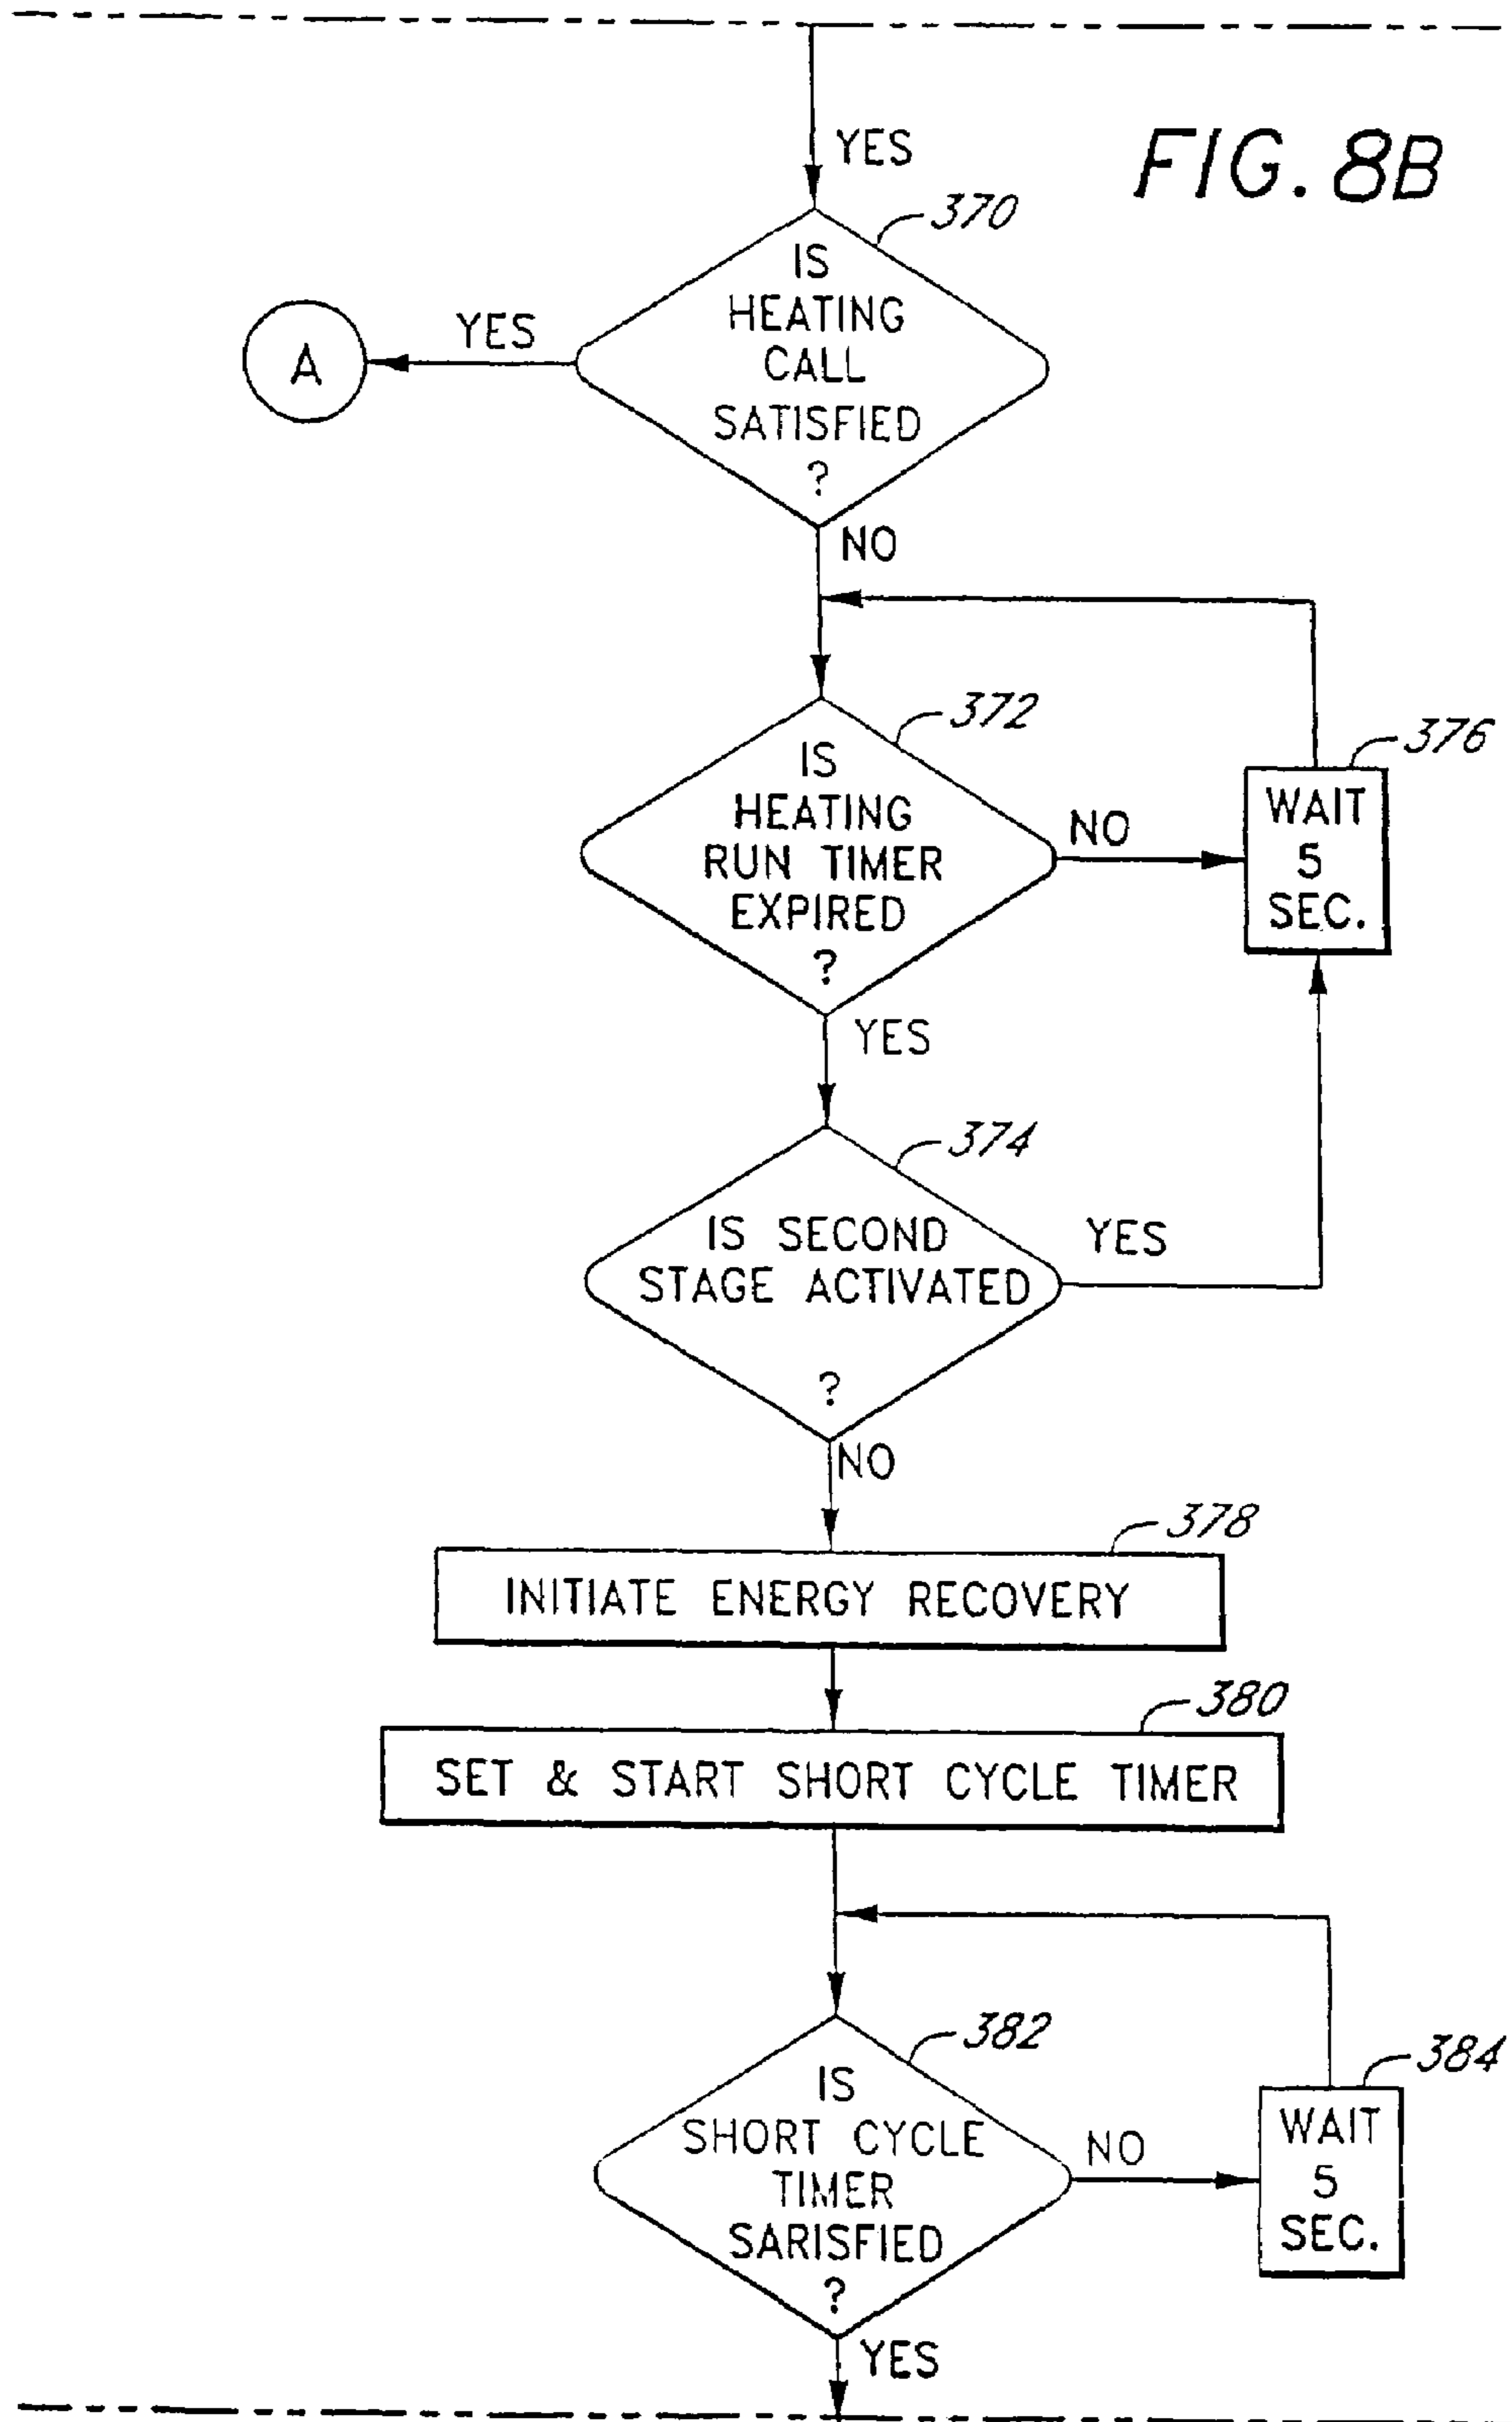 YES
FIG. 8B
370
IS
HEATING
CALL
SATISFIED
?
YES
A
NO
372
IS
HEATING
RUN TIMER
EXPIRED
?
NO
376
WAIT
5
SEC.
YES
374
IS SECOND
STAGE ACTIVATED
?
YES
NO
378
INITIATE ENERGY RECOVERY
380
SET & START SHORT CYCLE TIMER
382
IS
SHORT CYCLE
TIMER
SARISFIED
?
NO
384
WAIT
5
SEC.
YES